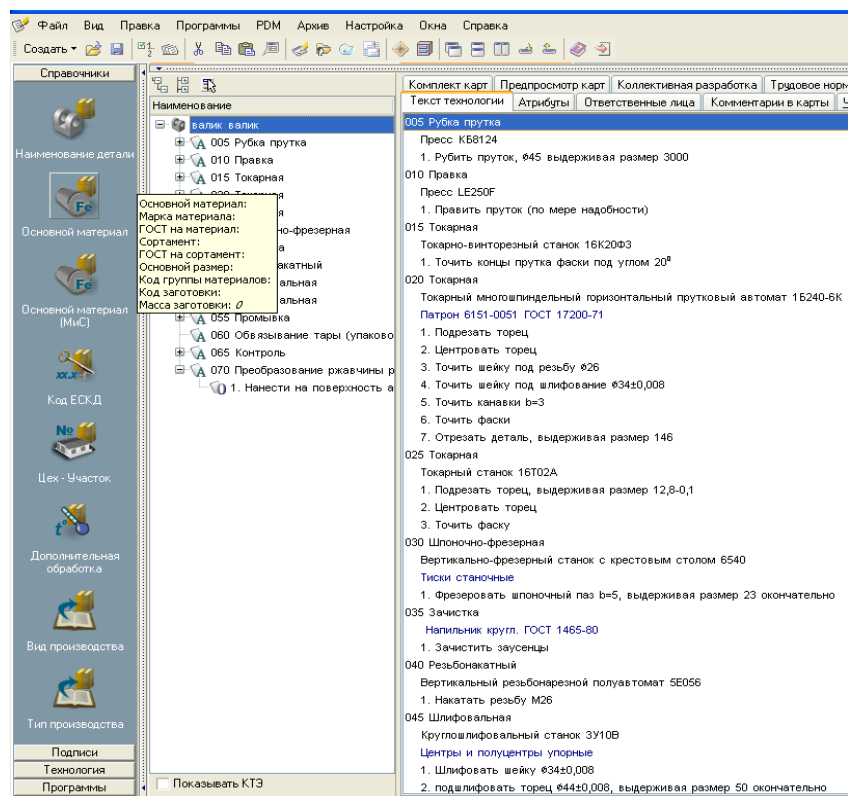 Файл Вид Правка Программы PDM Архив Настройка Окна Справка
Создать
Справочники
Наименование детали
Основной материал
Основной материал
(МиС)
Код ЕСКД
Цех - Участок
Дополнительная
обработка
Вид производства
Тип производства
Подписи
Технология
Программы
Наименование
валик валик
005 Рубка прутка
010 Правка
015 Токарная
Основной материал:
Марка материала:
ГОСТ на материал:
Сортамент:
ГОСТ на сортамент:
Основной размер:
Код группы материалов:
Код заготовки:
Масса заготовки: 0
но-фрезерная
акатный
альная
альная
055 Промывка
060 Обвязывание тары (упаково
065 Контроль
070 Преобразование ржавчины р
1. Нанести на поверхность а
Показывать КТЭ
Комплект карт Предпросмотр карт Коллективная разработка Трудовое норм
Текст технологии Атрибуты Ответственные лица Комментарии в карты
005 Рубка прутка
Пресс КБ8124
1. Рубить пруток, ø45 выдерживая размер 3000
010 Правка
Пресс LE250F
1. Править пруток (по мере надобности)
015 Токарная
Токарно-винторезный станок 16К20Ф3
1. Точить концы прутка фаски под углом 20°
020 Токарная
Токарный многошпиндельный горизонтальный прутковый автомат 1Б240-6К
Патрон 6151-0051 ГОСТ 17200-71
1. Подрезать торец
2. Центровать торец
3. Точить шейку под резьбу ø26
4. Точить шейку под шлифование ø34±0,008
5. Точить канавки b=3
6. Точить фаски
7. Отрезать деталь, выдерживая размер 146
025 Токарная
Токарный станок 16Т02А
1. Подрезать торец, выдерживая размер 12,8-0,1
2. Центровать торец
3. Точить фаску
030 Шпоночно-фрезерная
Вертикально-фрезерный станок с крестовым столом 6540
Тиски станочные
1. Фрезеровать шпоночный паз b=5, выдерживая размер 23 окончательно
035 Зачистка
Напильник кругл. ГОСТ 1465-80
1. Зачистить заусенцы
040 Резьбонакатный
Вертикальный резьбонарезной полуавтомат 5Е056
1. Накатать резьбу М26
045 Шлифовальная
Круглошлифовальный станок 3У10В
Центры и полуцентры упорные
1. Шлифовать шейку ø34±0,008
2. подшлифовать торец ø44±0,008, выдерживая размер 50 окончательно